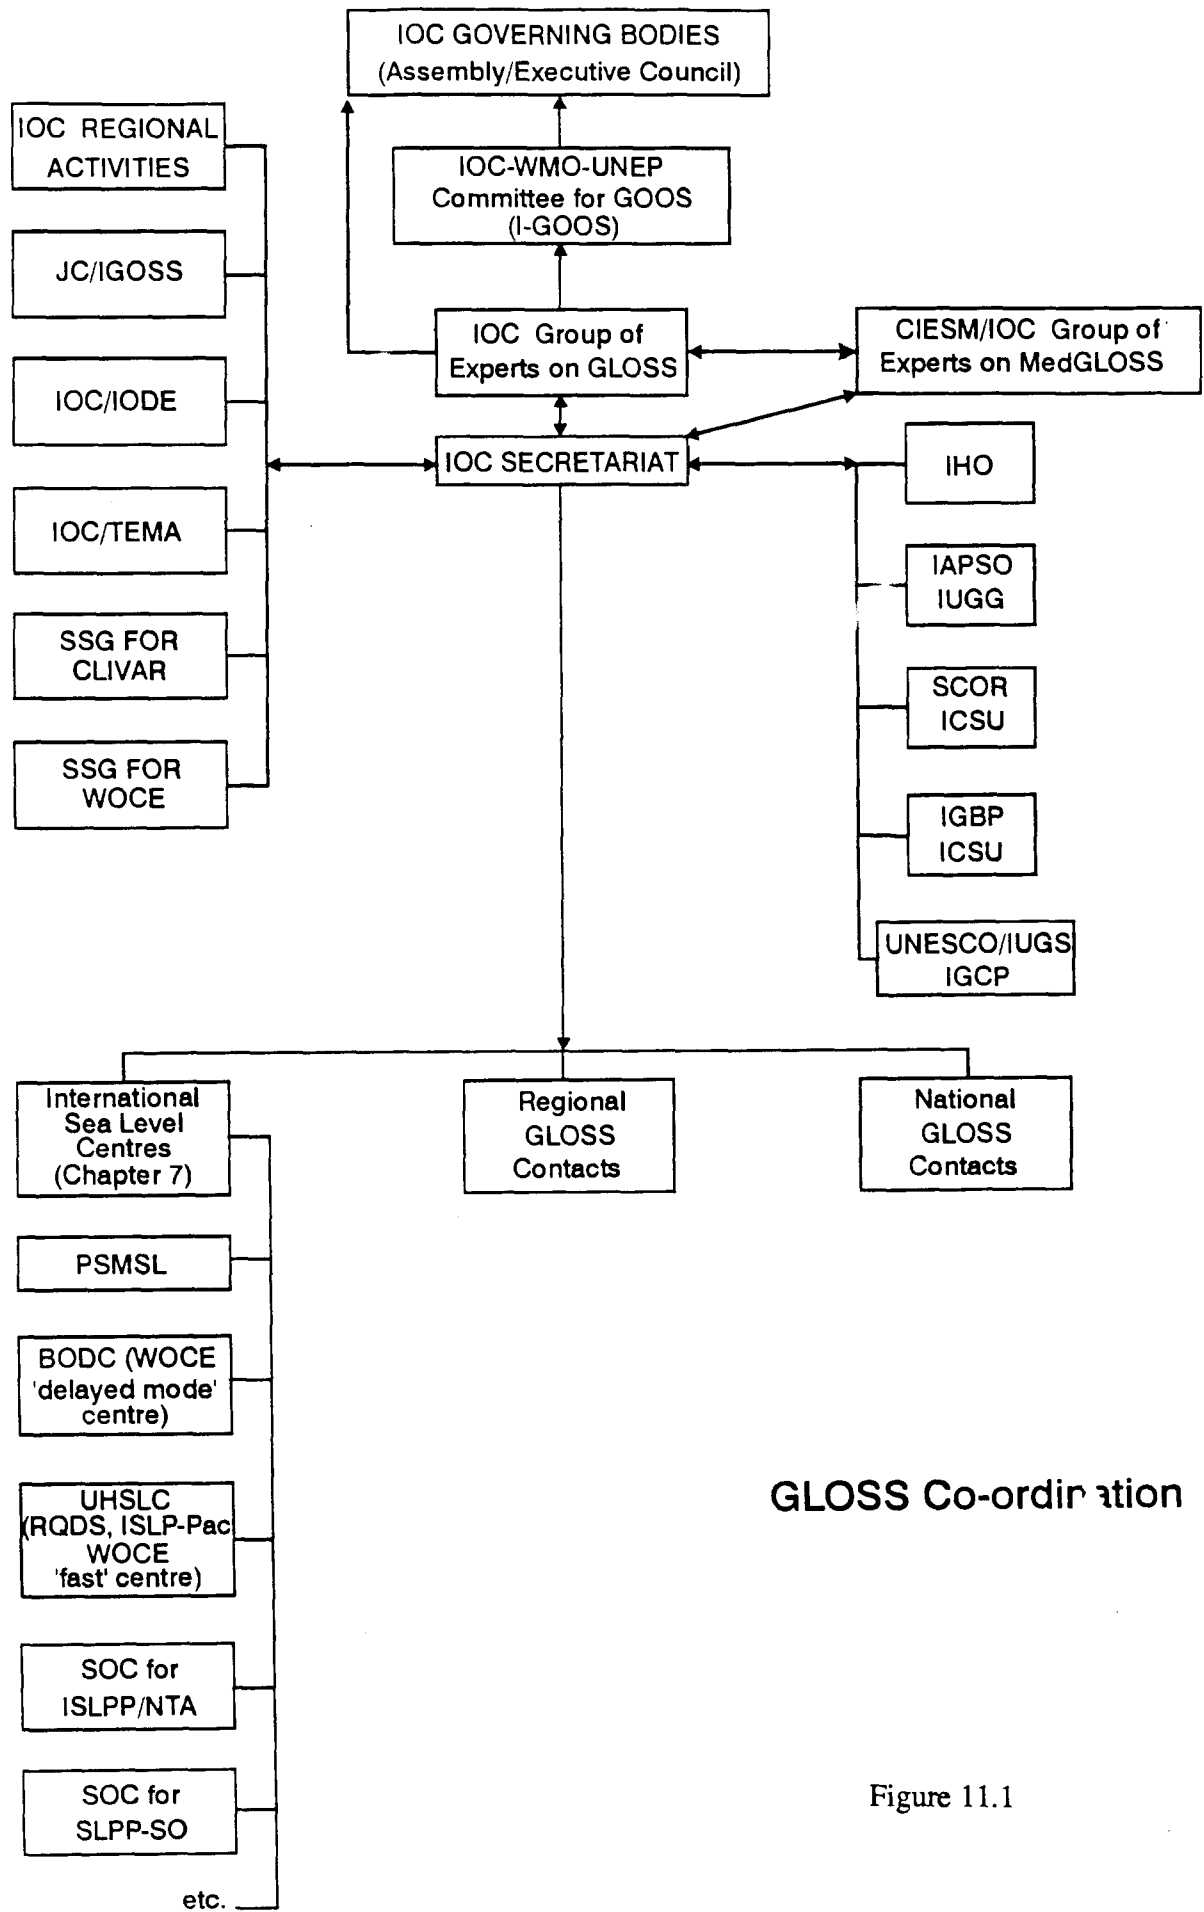 IOC GOVERNING BODIES
(Assembly/Executive Council)
IOC REGIONAL
ACTIVITIES
IOC-WMO-UNEP
Committee for GOOS
(I-GOOS)
JC/IGOSS
IOC Group of
Experts on GLOSS
CIESM/IOC Group of
Experts on MedGLOSS
IOC/IODE
IOC SECRETARIAT
IHO
IOC/TEMA
IAPSO
IUGG
SSG FOR
CLIVAR
SCOR
ICSU
SSG FOR
WOCE
IGBP
ICSU
UNESCO/IUGS
IGCP
International
Sea Level
Centres
(Chapter 7)
Regional
GLOSS
Contacts
National
GLOSS
Contacts
PSMSL
BODC (WOCE
'delayed mode'
centre)
UHSLC
(RQDS, ISLP-Pac
WOCE
'fast' centre)
GLOSS Co-ordination
SOC for
ISLPP/NTA
SOC for
SLPP-SO
etc.
Figure 11.1